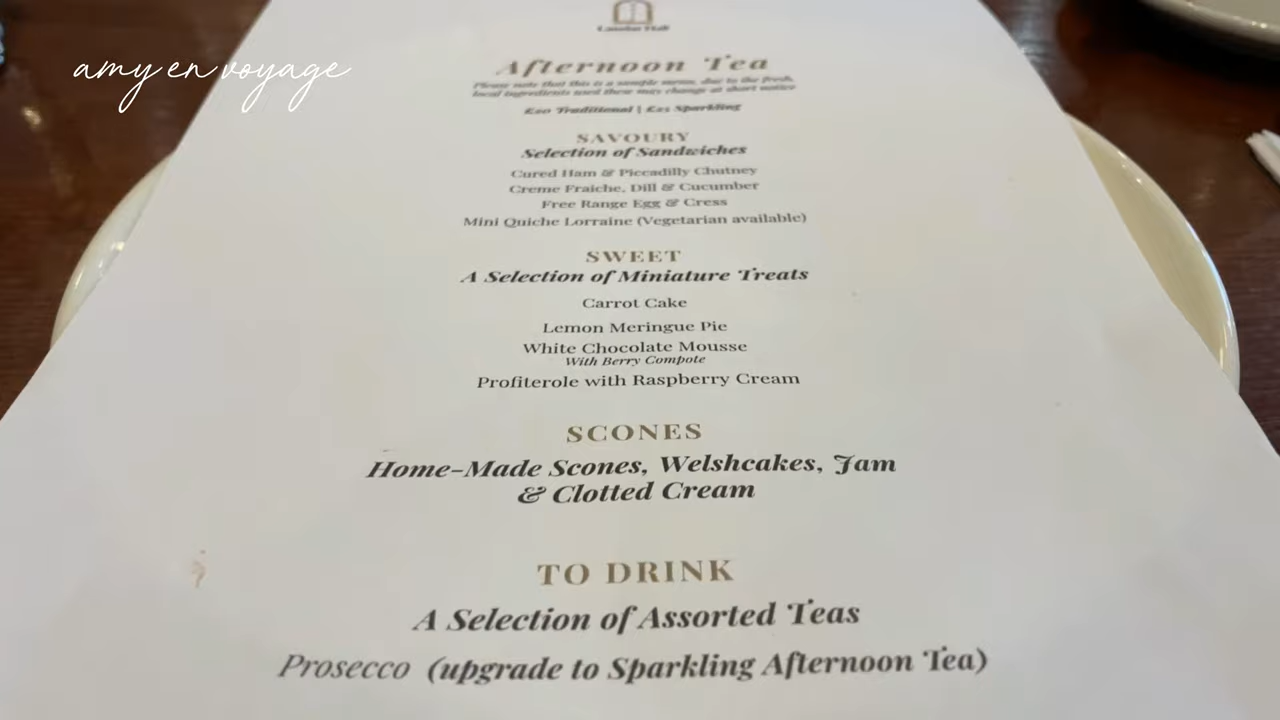 amy en voyage
Afternoon Tea
Please note that this is a sample menu, due to the fresh,
local ingredients used these may change at short notice
£20 Traditional | £25 Sparkling
SAVOURY
Selection of Sandwiches
Cured Ham & Piccadilly Chutney
Creme Fraiche, Dill & Cucumber
Free Range Egg & Cress
Mini Quiche Lorraine (Vegetarian available)
SWEET
A Selection of Miniature Treats
Carrot Cake
Lemon Meringue Pie
White Chocolate Mousse
With Berry Compote
Profiterole with Raspberry Cream
SCONES
Home-Made Scones, Welshcakes, Jam
& Clotted Cream
TO DRINK
A Selection of Assorted Teas
Prosecco (upgrade to Sparkling Afternoon Tea)